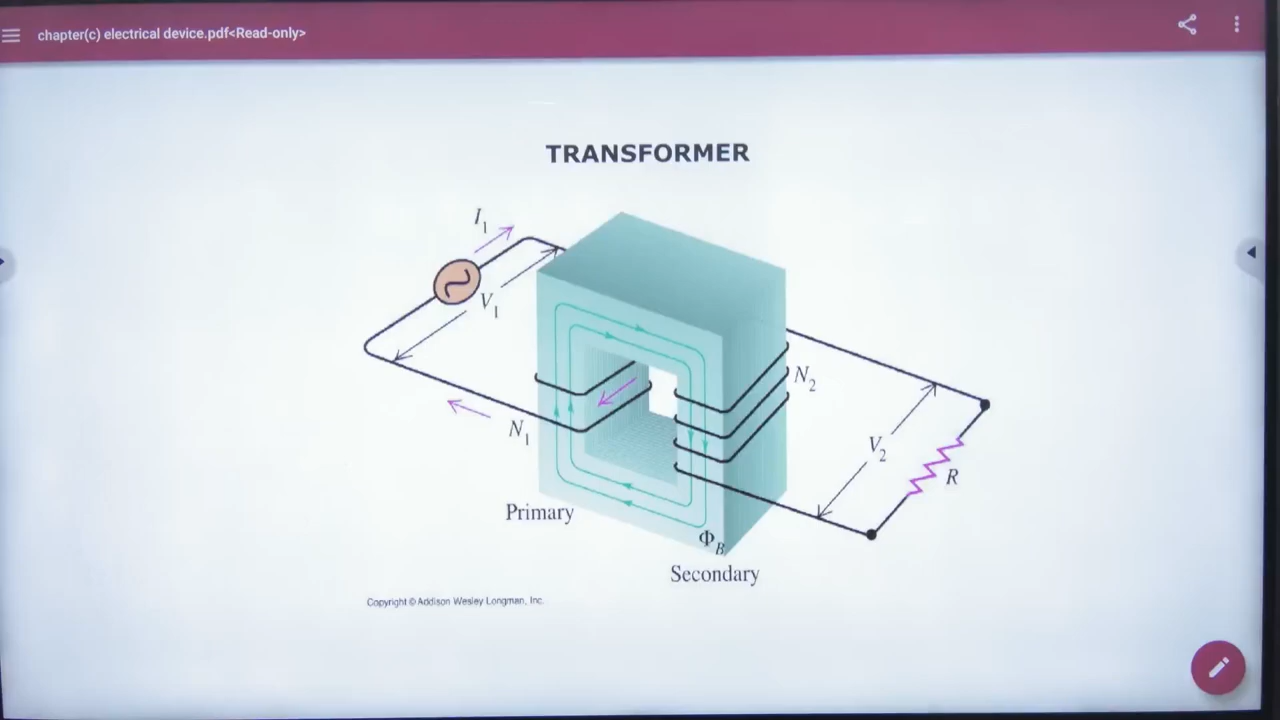 chapter(c) electrical device.pdf<Read-only>
TRANSFORMER
I1
V1
N1
N2
V2
R
Primary
ΦB
Secondary
Copyright © Addison Wesley Longman, Inc.